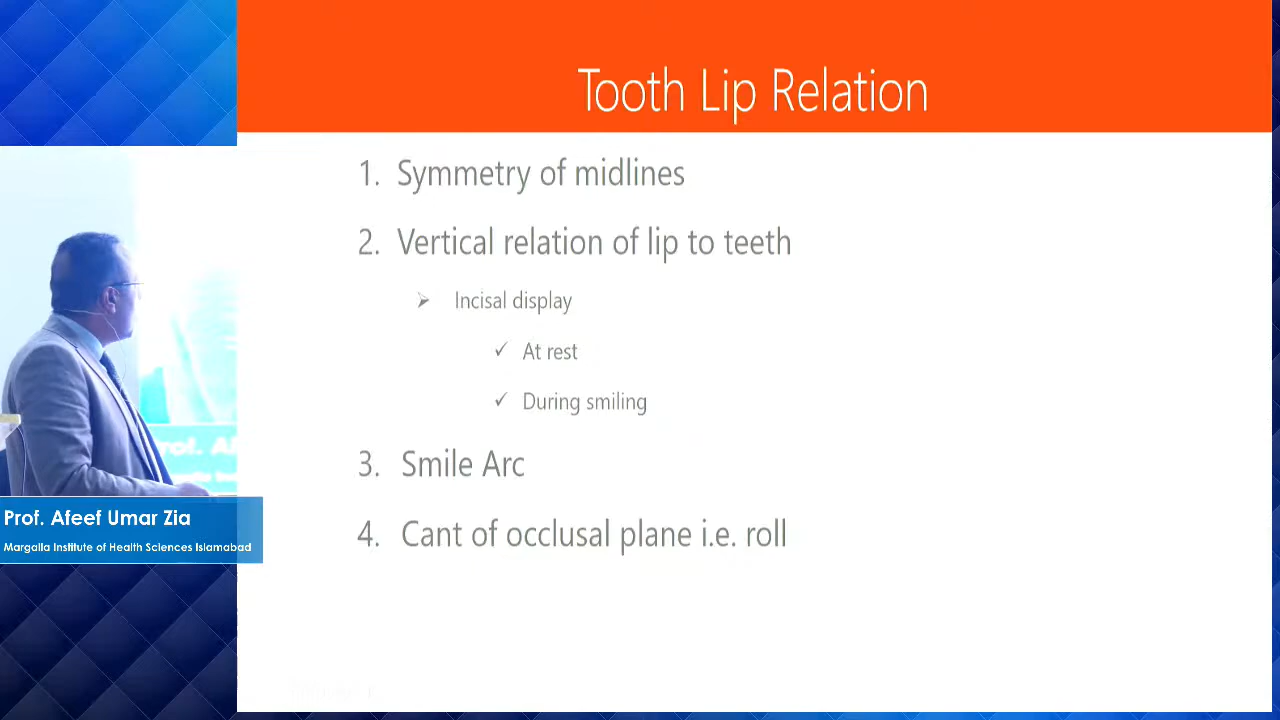 Tooth Lip Relation
1. Symmetry of midlines
2. Vertical relation of lip to teeth
➢ Incisal display
✓ At rest
✓ During smiling
3. Smile Arc
4. Cant of occlusal plane i.e. roll
Prof. Afeef Umar Zia
Margalla Institute of Health Sciences Islamabad